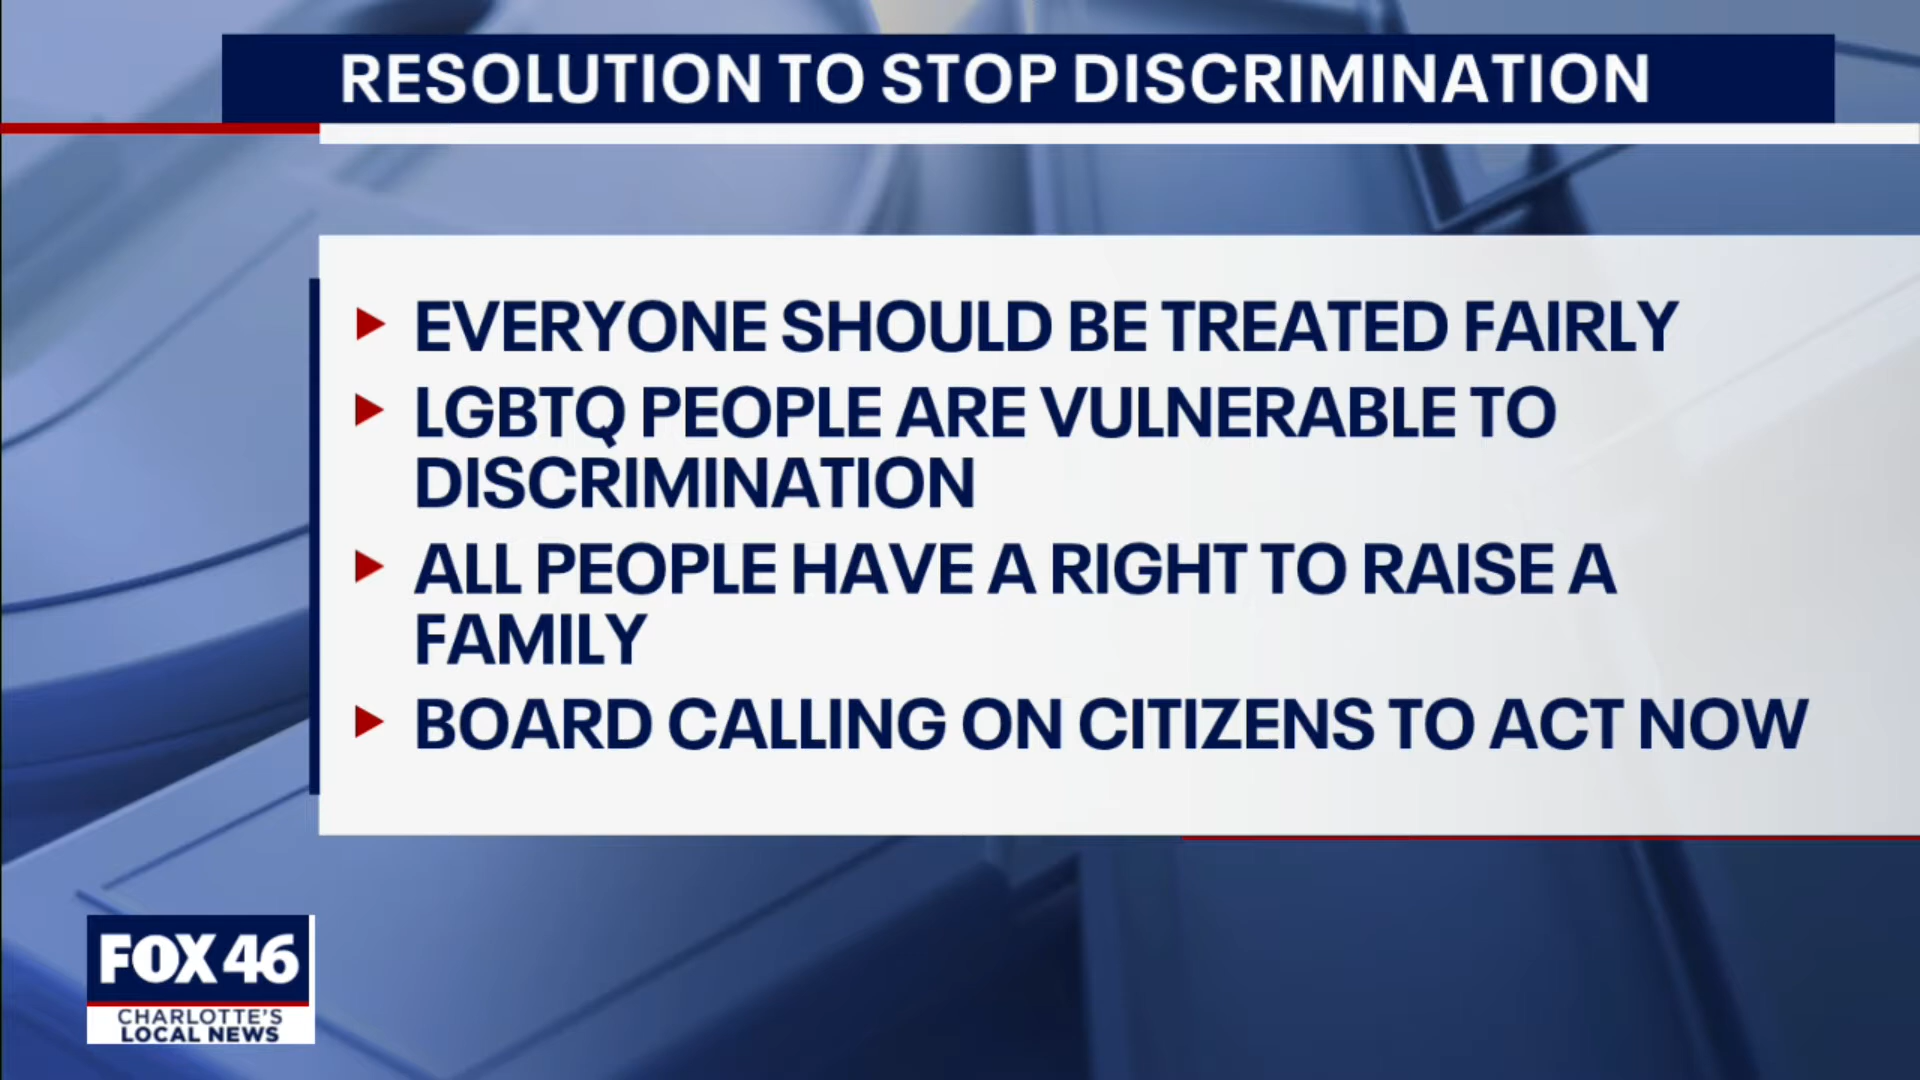 RESOLUTION TO STOP DISCRIMINATION
EVERYONE SHOULD BE TREATED FAIRLY
LGBTQ PEOPLE ARE VULNERABLE TO
DISCRIMINATION
ALL PEOPLE HAVE A RIGHT TO RAISE A
FAMILY
BOARD CALLING ON CITIZENS TO ACT NOW
FOX 46
CHARLOTTE'S
LOCAL NEWS